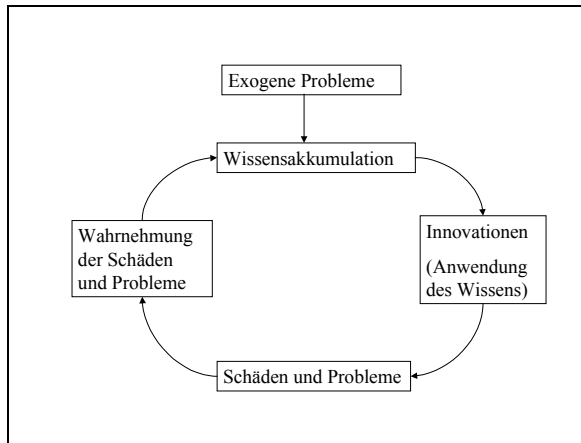 Exogene Probleme
Wissensakkumulation
Wahrnehmung
der Schäden
und Probleme
Innovationen
(Anwendung
des Wissens)
Schäden und Probleme